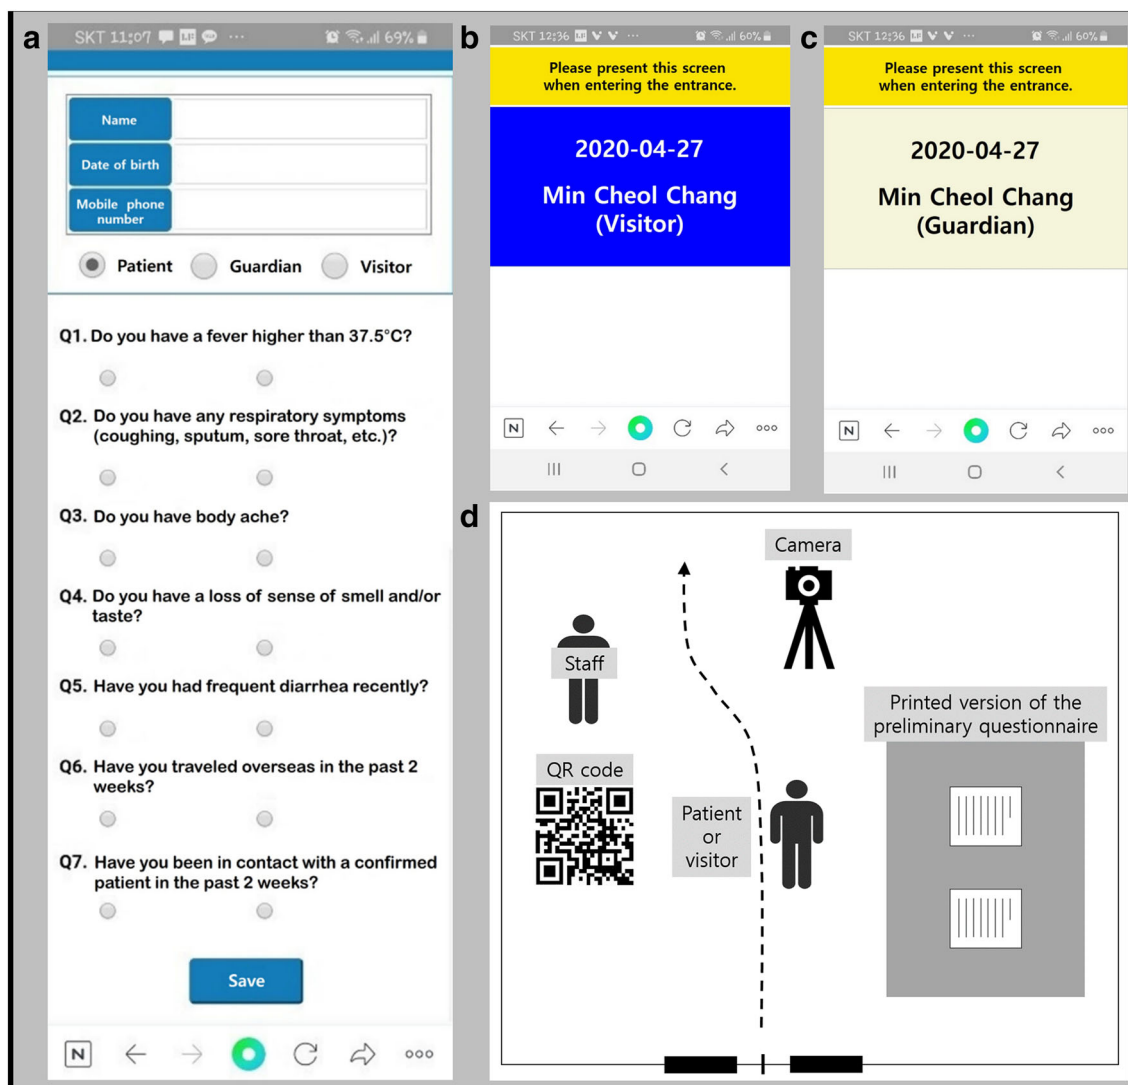 a
SKT 11:07 ... 69%
Name
Date of birth
Mobile phone
number
Patient Guardian Visitor
Q1. Do you have a fever higher than 37.5°C?
Q2. Do you have any respiratory symptoms
(coughing, sputum, sore throat, etc.)?
Q3. Do you have body ache?
Q4. Do you have a loss of sense of smell and/or
taste?
Q5. Have you had frequent diarrhea recently?
Q6. Have you traveled overseas in the past 2
weeks?
Q7. Have you been in contact with a confirmed
patient in the past 2 weeks?
Save
N
b
SKT 12:36 ... 60%
Please present this screen
when entering the entrance.
2020-04-27
Min Cheol Chang
(Visitor)
N
c
SKT 12:36 ... 60%
Please present this screen
when entering the entrance.
2020-04-27
Min Cheol Chang
(Guardian)
N
d
Camera
Staff
Printed version of the
preliminary questionnaire
QR code
Patient
or
visitor